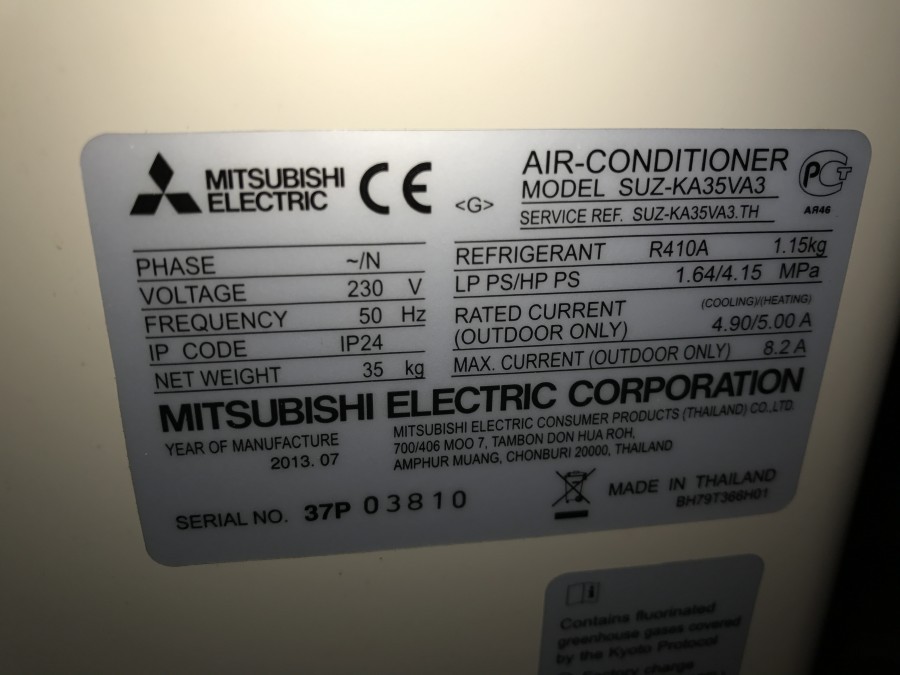 MITSUBISHI
ELECTRIC
CE
<G>
AIR-CONDITIONER
MODEL SUZ-KA35VA3
SERVICE REF. SUZ-KA35VA3.TH
РСТ
АЯ46
PHASE ~/N
VOLTAGE 230 V
FREQUENCY 50 Hz
IP CODE IP24
NET WEIGHT 35 kg
REFRIGERANT R410A 1.15kg
LP PS/HP PS 1.64/4.15 MPa
RATED CURRENT (COOLING)/(HEATING)
(OUTDOOR ONLY) 4.90/5.00 A
MAX. CURRENT (OUTDOOR ONLY) 8.2 A
MITSUBISHI ELECTRIC CORPORATION
YEAR OF MANUFACTURE
2013. 07
MITSUBISHI ELECTRIC CONSUMER PRODUCTS (THAILAND) CO.,LTD.
700/406 MOO 7, TAMBON DON HUA ROH,
AMPHUR MUANG, CHONBURI 20000, THAILAND
SERIAL NO. 37P 03810
MADE IN THAILAND
BH79T366H01
Contains fluorinated
greenhouse gases covered
by the Kyoto Protocol
Factory charge